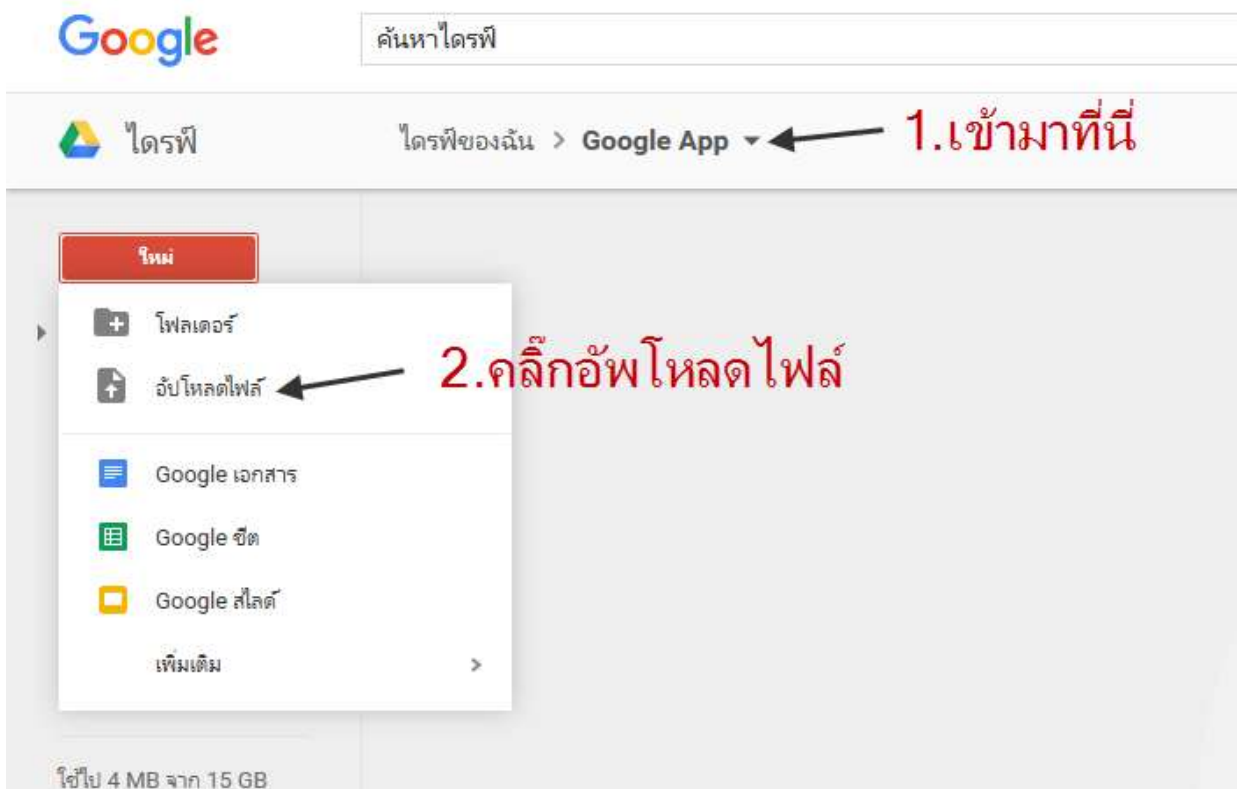 Google
ค้นหาไดรฟ์
ไดรฟ์
ไดรฟ์ของฉัน > Google App
1.เข้ามาที่นี่
ใหม่
โฟลเดอร์
อัปโหลดไฟล์
2.คลิ๊กอัพโหลดไฟล์
Google เอกสาร
Google ชีต
Google สไลด์
เพิ่มเติม >
ใช้ไป 4 MB จาก 15 GB